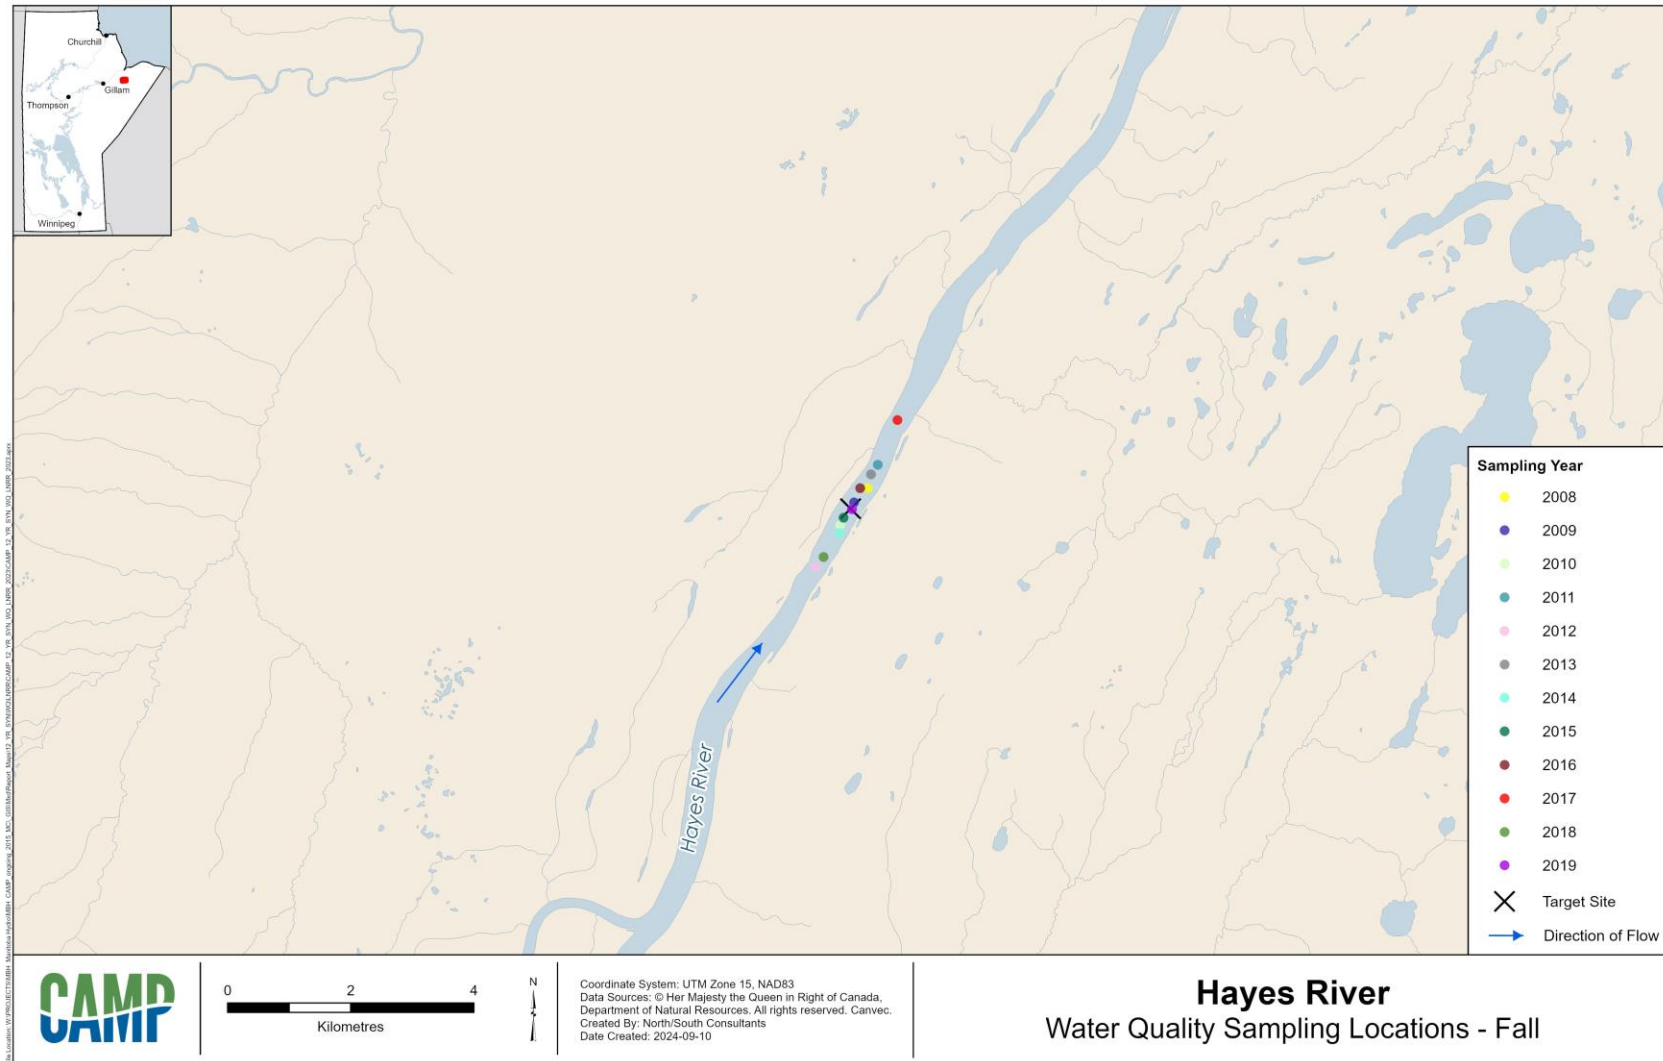 Churchill
Gillam
Thompson
Winnipeg
Hayes River
Sampling Year
2008
2009
2010
2011
2012
2013
2014
2015
2016
2017
2018
2019
Target Site
Direction of Flow
CAMP
0 2 4
Kilometres
N
Coordinate System: UTM Zone 15, NAD83
Data Sources: © Her Majesty the Queen in Right of Canada,
Department of Natural Resources. All rights reserved. Canvec.
Created By: North/South Consultants
Date Created: 2024-09-10
Hayes River
Water Quality Sampling Locations - Fall